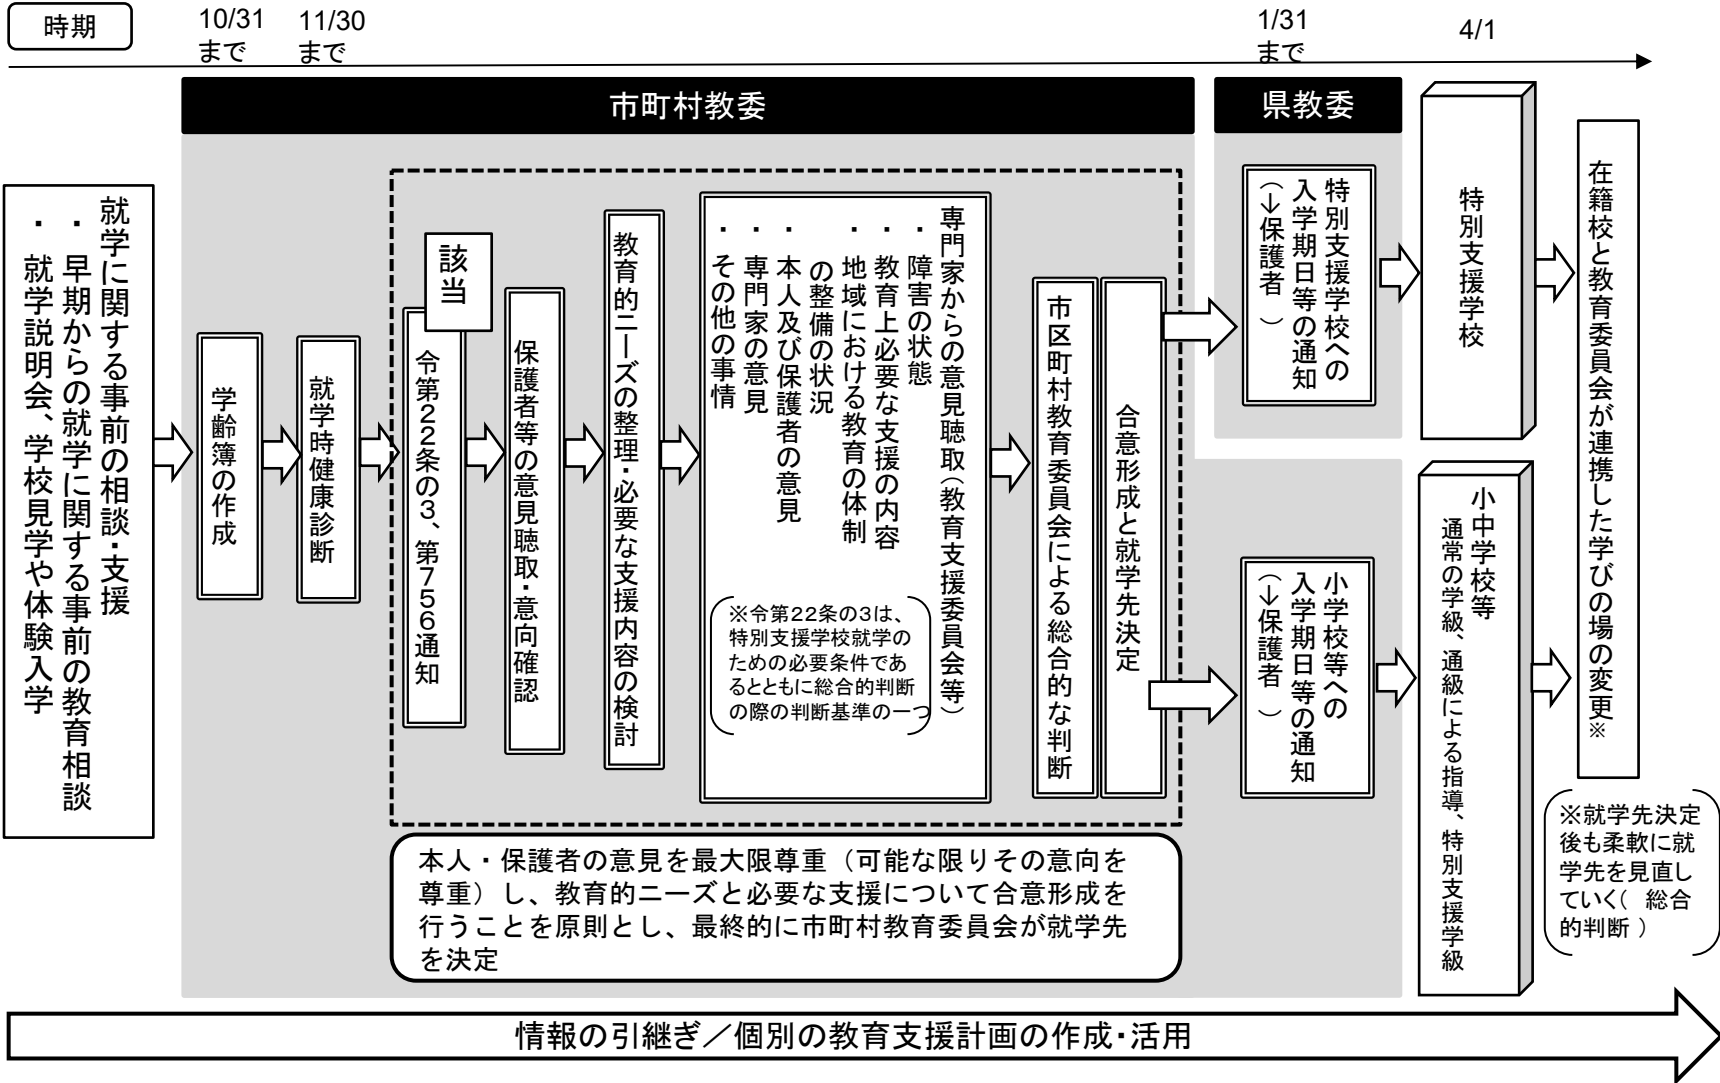 時期
10/31
まで
11/30
まで
1/31
まで
4/1
市町村教委
県教委
就学に関する事前の相談・支援
・早期からの就学に関する事前の教育相談
・就学説明会、学校見学や体験入学
学齢簿の作成
就学時健康診断
該当
令第22条の3、第756通知
保護者等の意見聴取・意向確認
教育的ニーズの整理・必要な支援内容の検討
専門家からの意見聴取(教育支援委員会等)
・障害の状態
・教育上必要な支援の内容
・地域における教育の体制
の整備の状況
・本人及び保護者の意見
・専門家の意見
・その他の事情
※令第22条の3は、
特別支援学校就学の
ための必要条件であ
るとともに総合的判断
の際の判断基準の一つ
市区町村教育委員会による総合的な判断
合意形成と就学先決定
特別支援学校への
入学期日等の通知
(→保護者)
小学校等への
入学期日等の通知
(→保護者)
特別支援学校
小中学校等
通常の学級、通級による指導、特別支援学級
在籍校と教育委員会が連携した学びの場の変更※
※就学先決定
後も柔軟に就
学先を見直し
ていく( 総合
的判断 )
本人・保護者の意見を最大限尊重(可能な限りその意向を
尊重)し、教育的ニーズと必要な支援について合意形成を
行うことを原則とし、最終的に市町村教育委員会が就学先
を決定
情報の引継ぎ/個別の教育支援計画の作成・活用